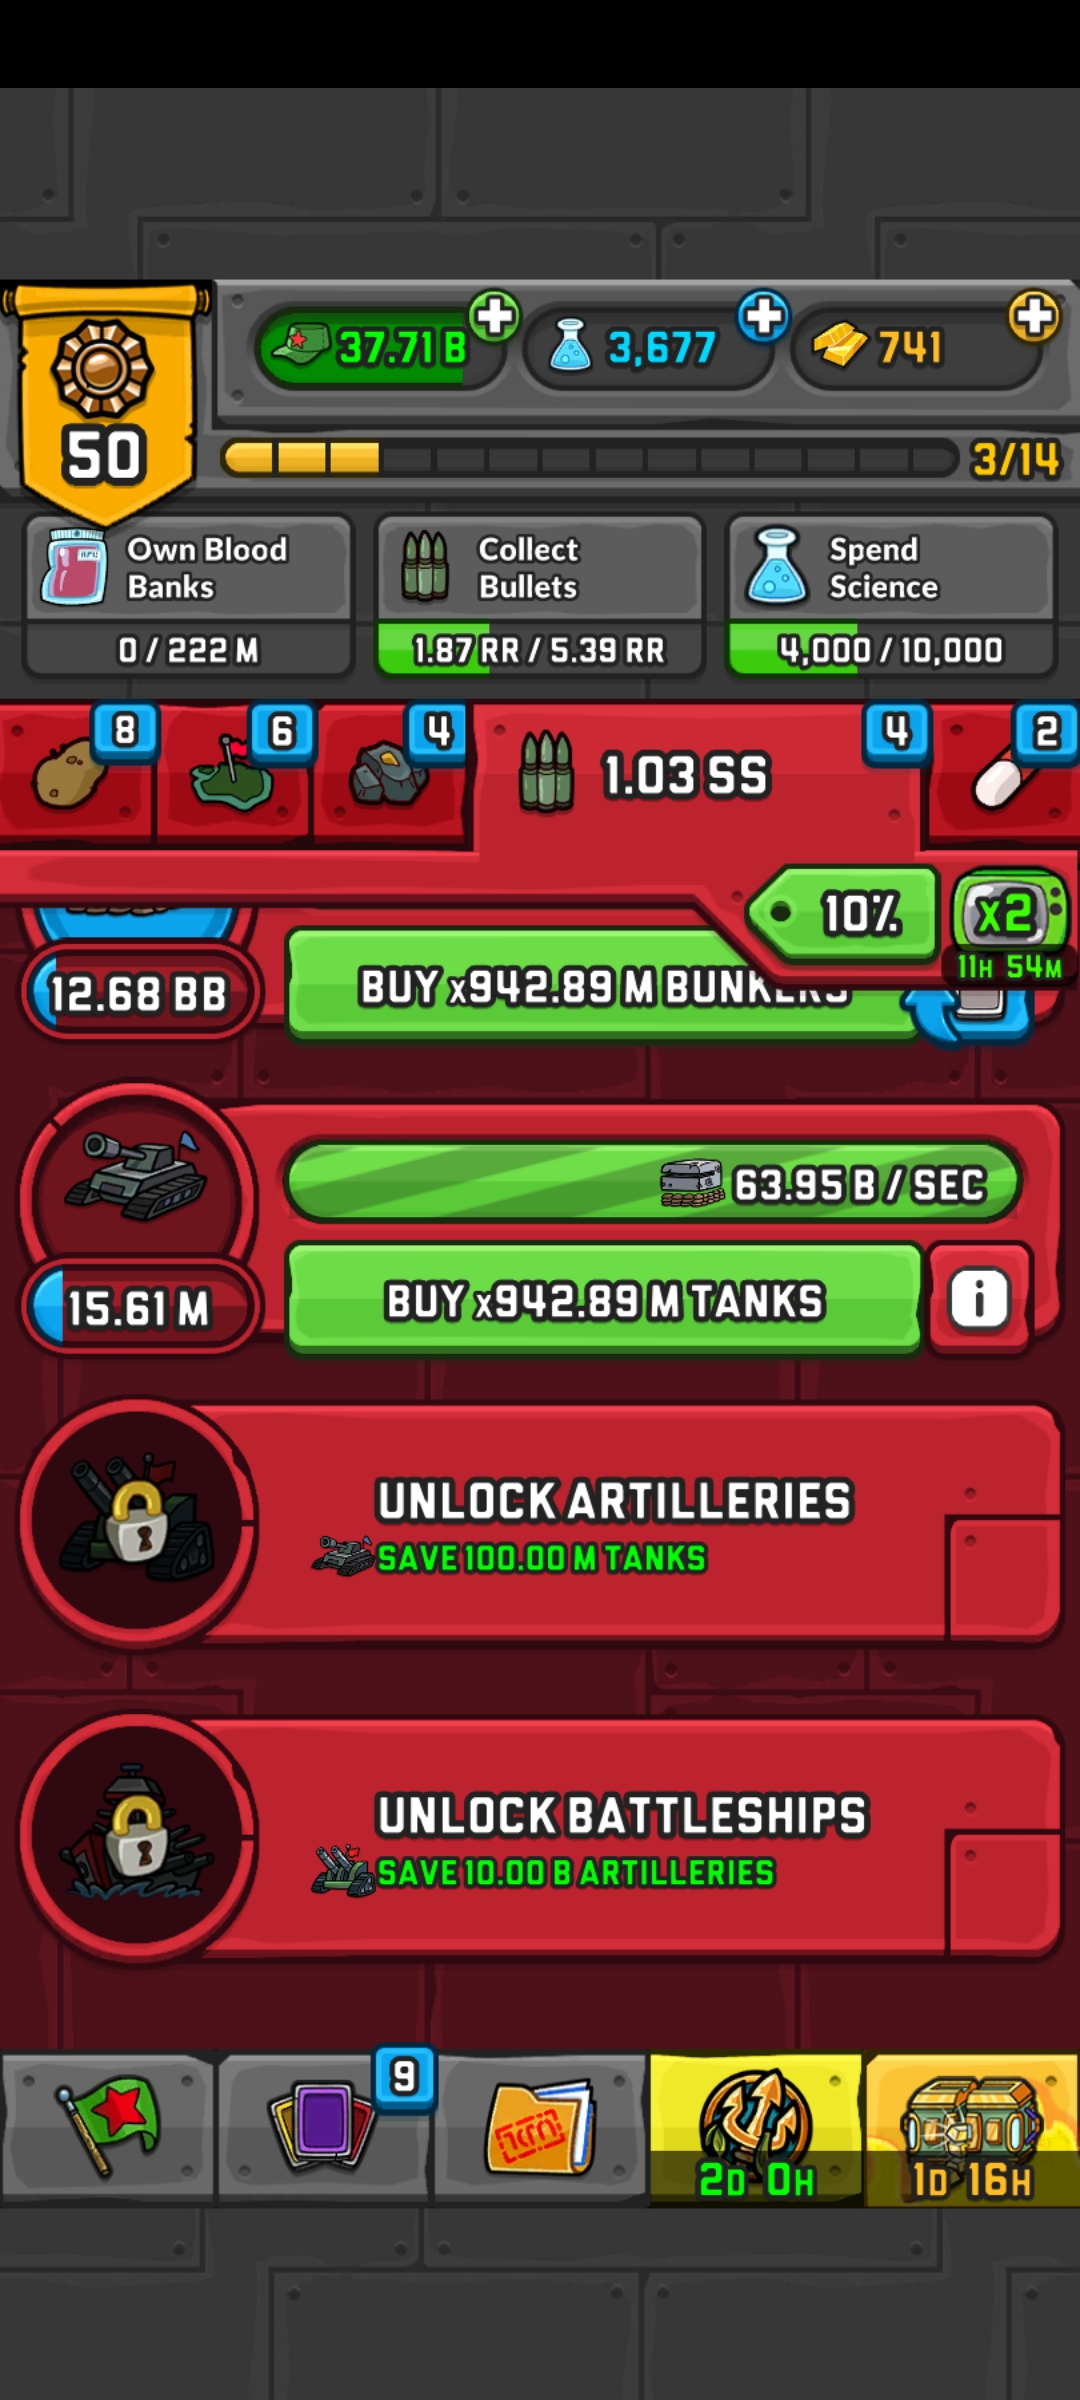 37.71 B
3,677
741
50
3/14
Own Blood
Banks
0 / 222 M
Collect
Bullets
1.87 RR / 5.39 RR
Spend
Science
4,000 / 10,000
8
6
4
1.03 SS
4
2
10%
x2
11H 54M
12.68 BB
BUY x942.89 M BUNKERS
63.95 B / SEC
15.61 M
BUY x942.89 M TANKS
i
UNLOCK ARTILLERIES
SAVE 100.00 M TANKS
UNLOCK BATTLESHIPS
SAVE 10.00 B ARTILLERIES
9
2D 0H
1D 16H